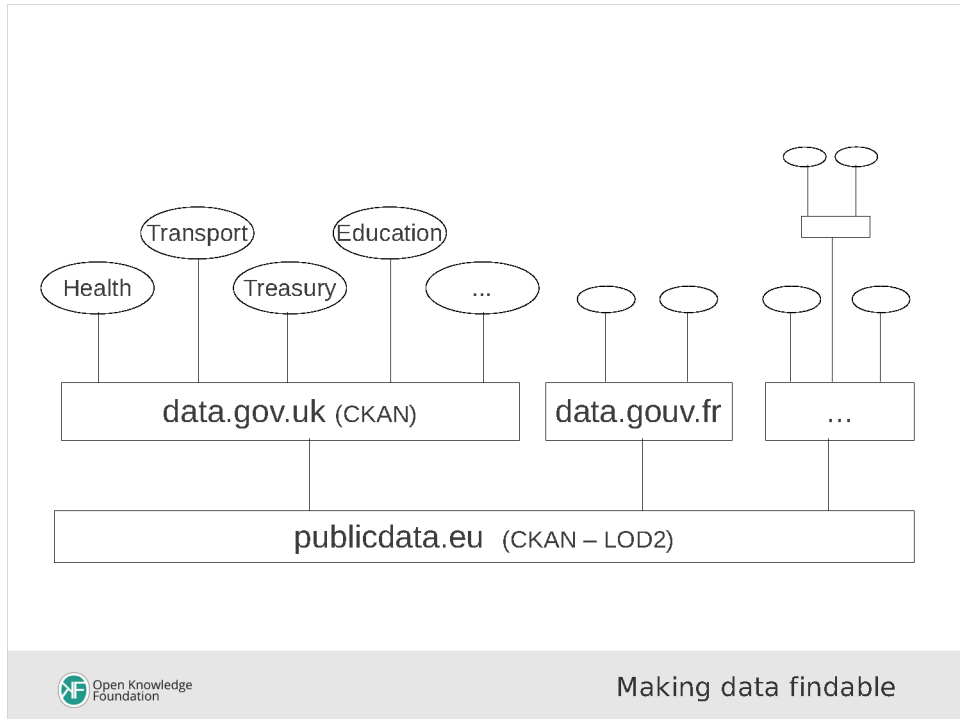 Transport
Education
Health
Treasury
...
data.gov.uk (CKAN)
data.gouv.fr
...
publicdata.eu (CKAN – LOD2)
Open Knowledge
Foundation
Making data findable